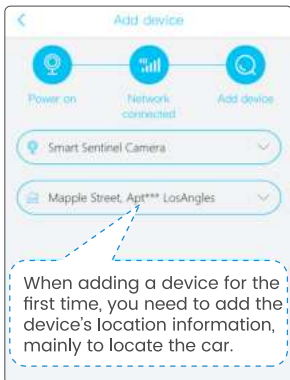 Add device
4G
Power on
Network
connected
Add device
Smart Sentinel Camera
Mapple Street, Apt*** LosAngles
When adding a device for the
first time, you need to add the
device's location information,
mainly to locate the car.